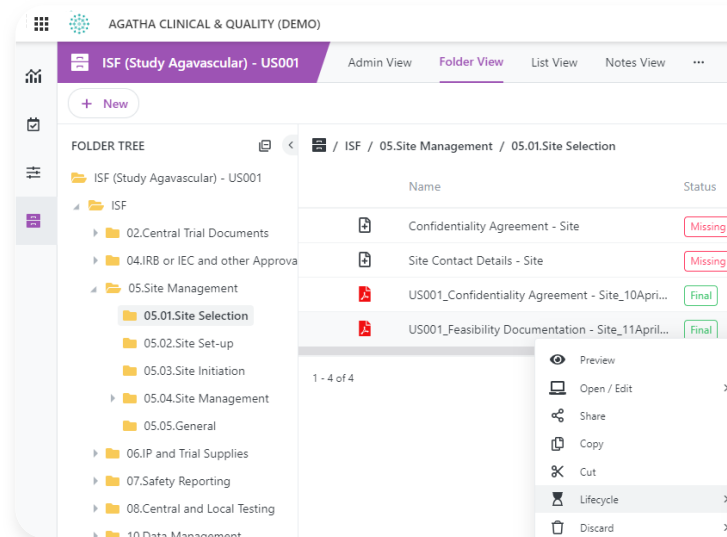 AGATHA CLINICAL & QUALITY (DEMO)
ISF (Study Agavascular) - US001
Admin View
Folder View
List View
Notes View
...
+ New
FOLDER TREE
ISF (Study Agavascular) - US001
ISF
02.Central Trial Documents
04.IRB or IEC and other Approva
05.Site Management
05.01.Site Selection
05.02.Site Set-up
05.03.Site Initiation
05.04.Site Management
05.05.General
06.IP and Trial Supplies
07.Safety Reporting
08.Central and Local Testing
10.Data Management
/ ISF / 05.Site Management / 05.01.Site Selection
Name Status
Confidentiality Agreement - Site Missing
Site Contact Details - Site Missing
US001_Confidentiality Agreement - Site_10Apri... Final
US001_Feasibility Documentation - Site_11April... Final
1 - 4 of 4
Preview
Open / Edit
Share
Copy
Cut
Lifecycle
Discard